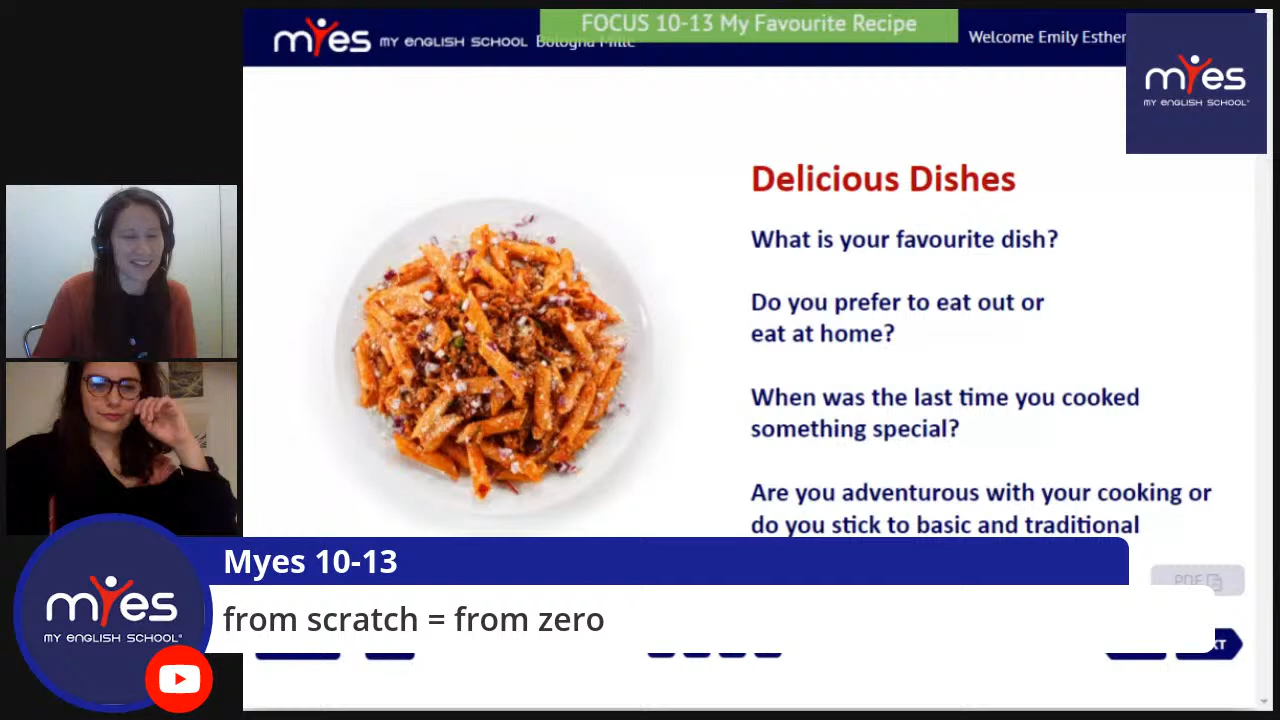 FOCUS 10-13 My Favourite Recipe
myes MY ENGLISH SCHOOL Bologna Mille
Welcome Emily Esther
myes
MY ENGLISH SCHOOL
Delicious Dishes
What is your favourite dish?
Do you prefer to eat out or
eat at home?
When was the last time you cooked
something special?
Are you adventurous with your cooking or
do you stick to basic and traditional
PDF
Myes 10-13
from scratch = from zero
myes
MY ENGLISH SCHOOL